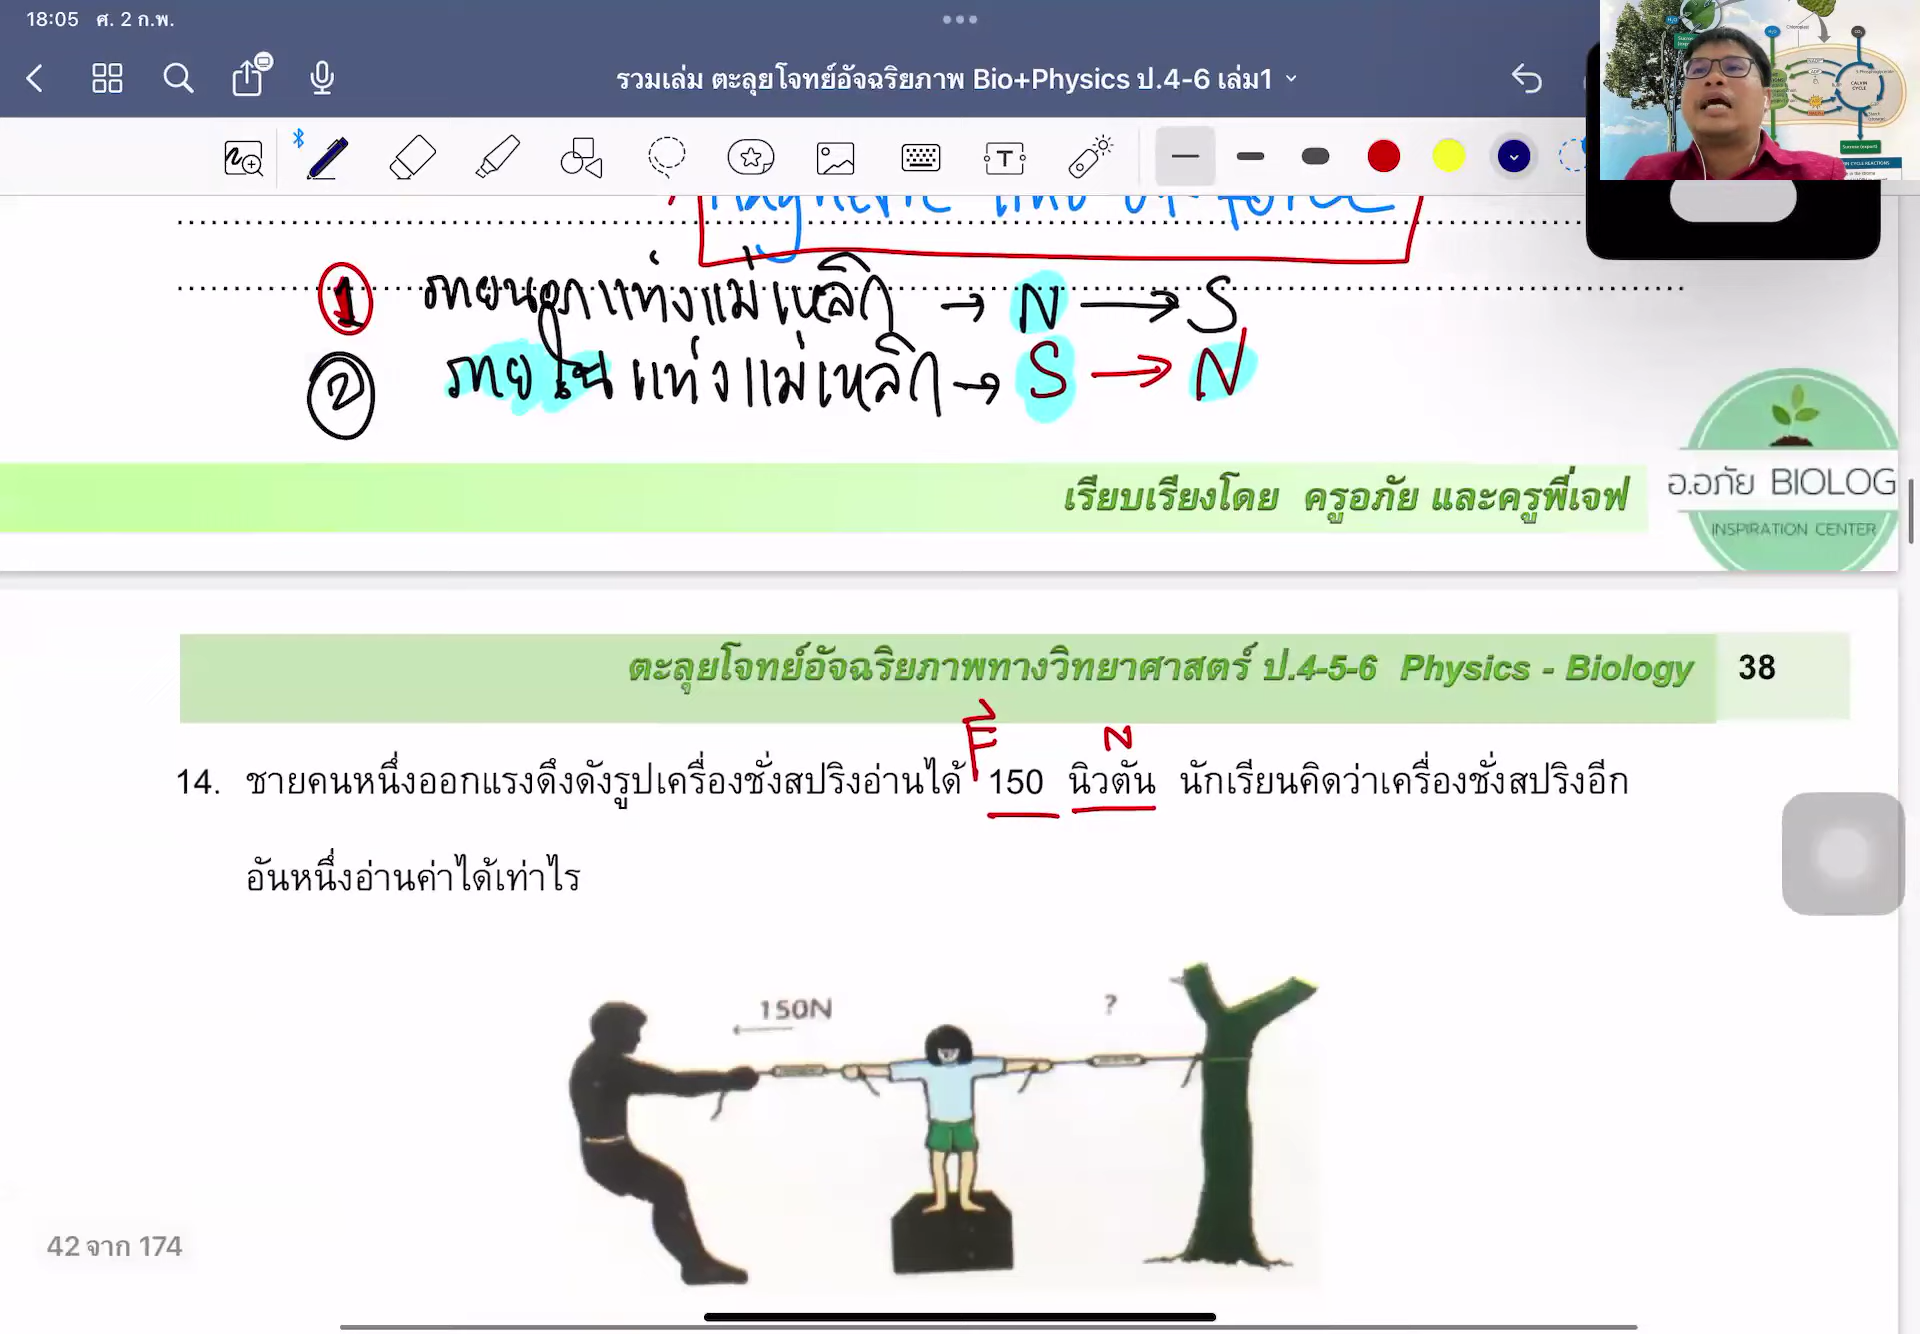 18:05 ศ. 2 ก.พ.
รวมเล่ม ตะลุยโจทย์อัจฉริยภาพ Bio+Physics ป.4-6 เล่ม1
magnetic line of force
1 ภายนอกแท่งแม่เหล็ก → N → S
2 ภายในแท่งแม่เหล็ก → S → N
เรียบเรียงโดย ครูอภัย และครูพี่เจฟ
อ.อภัย BIOLOG
INSPIRATION CENTER
ตะลุยโจทย์อัจฉริยภาพทางวิทยาศาสตร์ ป.4-5-6 Physics - Biology 38
F N
14. ชายคนหนึ่งออกแรงดึงดังรูปเครื่องชั่งสปริงอ่านได้ 150 นิวตัน นักเรียนคิดว่าเครื่องชั่งสปริงอีก
อันหนึ่งอ่านค่าได้เท่าไร
150N ?
42 จาก 174